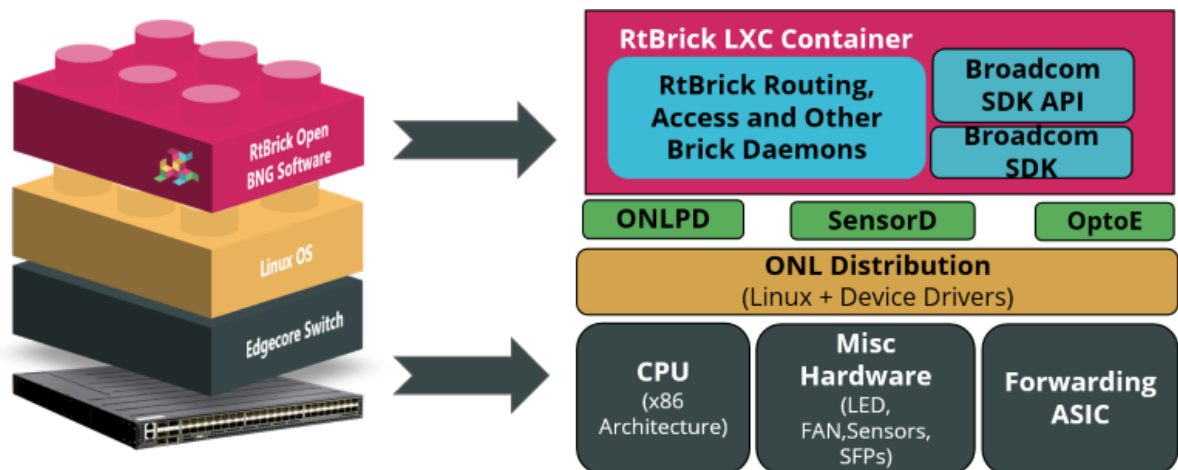 RtBrick Open
BNG Software
Linux OS
Edgecore Switch
RtBrick LXC Container
RtBrick Routing,
Access and Other
Brick Daemons
Broadcom
SDK API
Broadcom
SDK
ONLPD
SensorD
OptoE
ONL Distribution
(Linux + Device Drivers)
CPU
(x86
Architecture)
Misc
Hardware
(LED,
FAN,Sensors,
SFPs)
Forwarding
ASIC